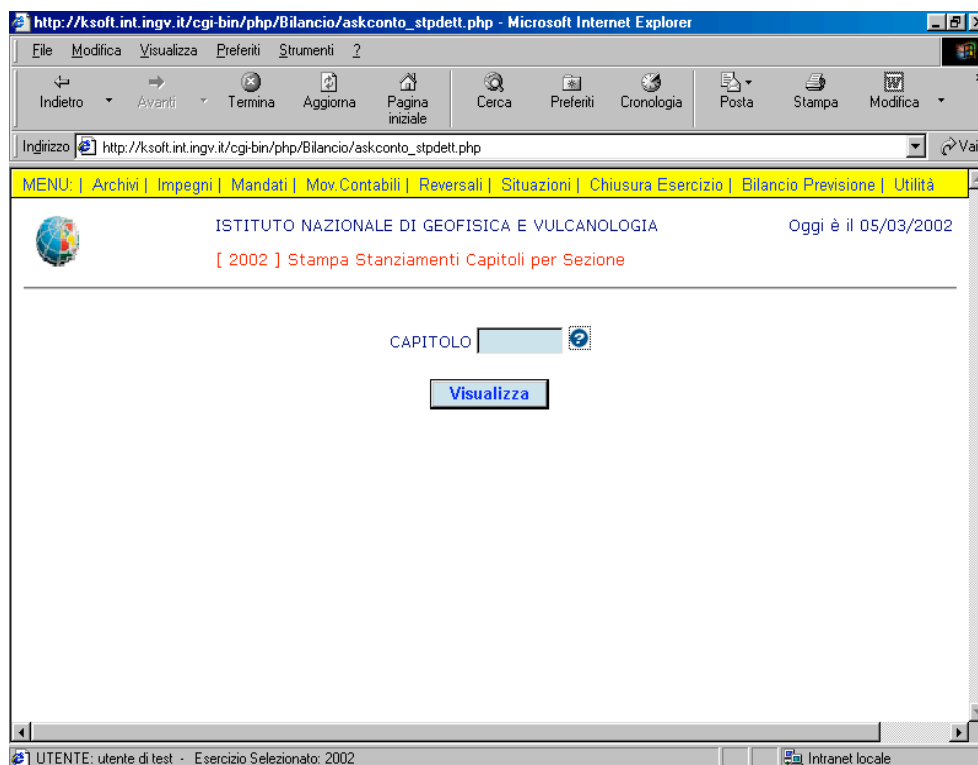 http://ksoft.int.ingv.it/cgi-bin/php/Bilancio/askconto_stpdett.php - Microsoft Internet Explorer
File Modifica Visualizza Preferiti Strumenti ?
Indietro Avanti Termina Aggiorna Pagina iniziale Cerca Preferiti Cronologia Posta Stampa Modifica
Indirizzo http://ksoft.int.ingv.it/cgi-bin/php/Bilancio/askconto_stpdett.php Vai
MENU: | Archivi | Impegni | Mandati | Mov.Contabili | Reversali | Situazioni | Chiusura Esercizio | Bilancio Previsione | Utilità
ISTITUTO NAZIONALE DI GEOFISICA E VULCANOLOGIA Oggi è il 05/03/2002
[ 2002 ] Stampa Stanziamenti Capitoli per Sezione
CAPITOLO ?
Visualizza
UTENTE: utente di test - Esercizio Selezionato: 2002 Intranet locale